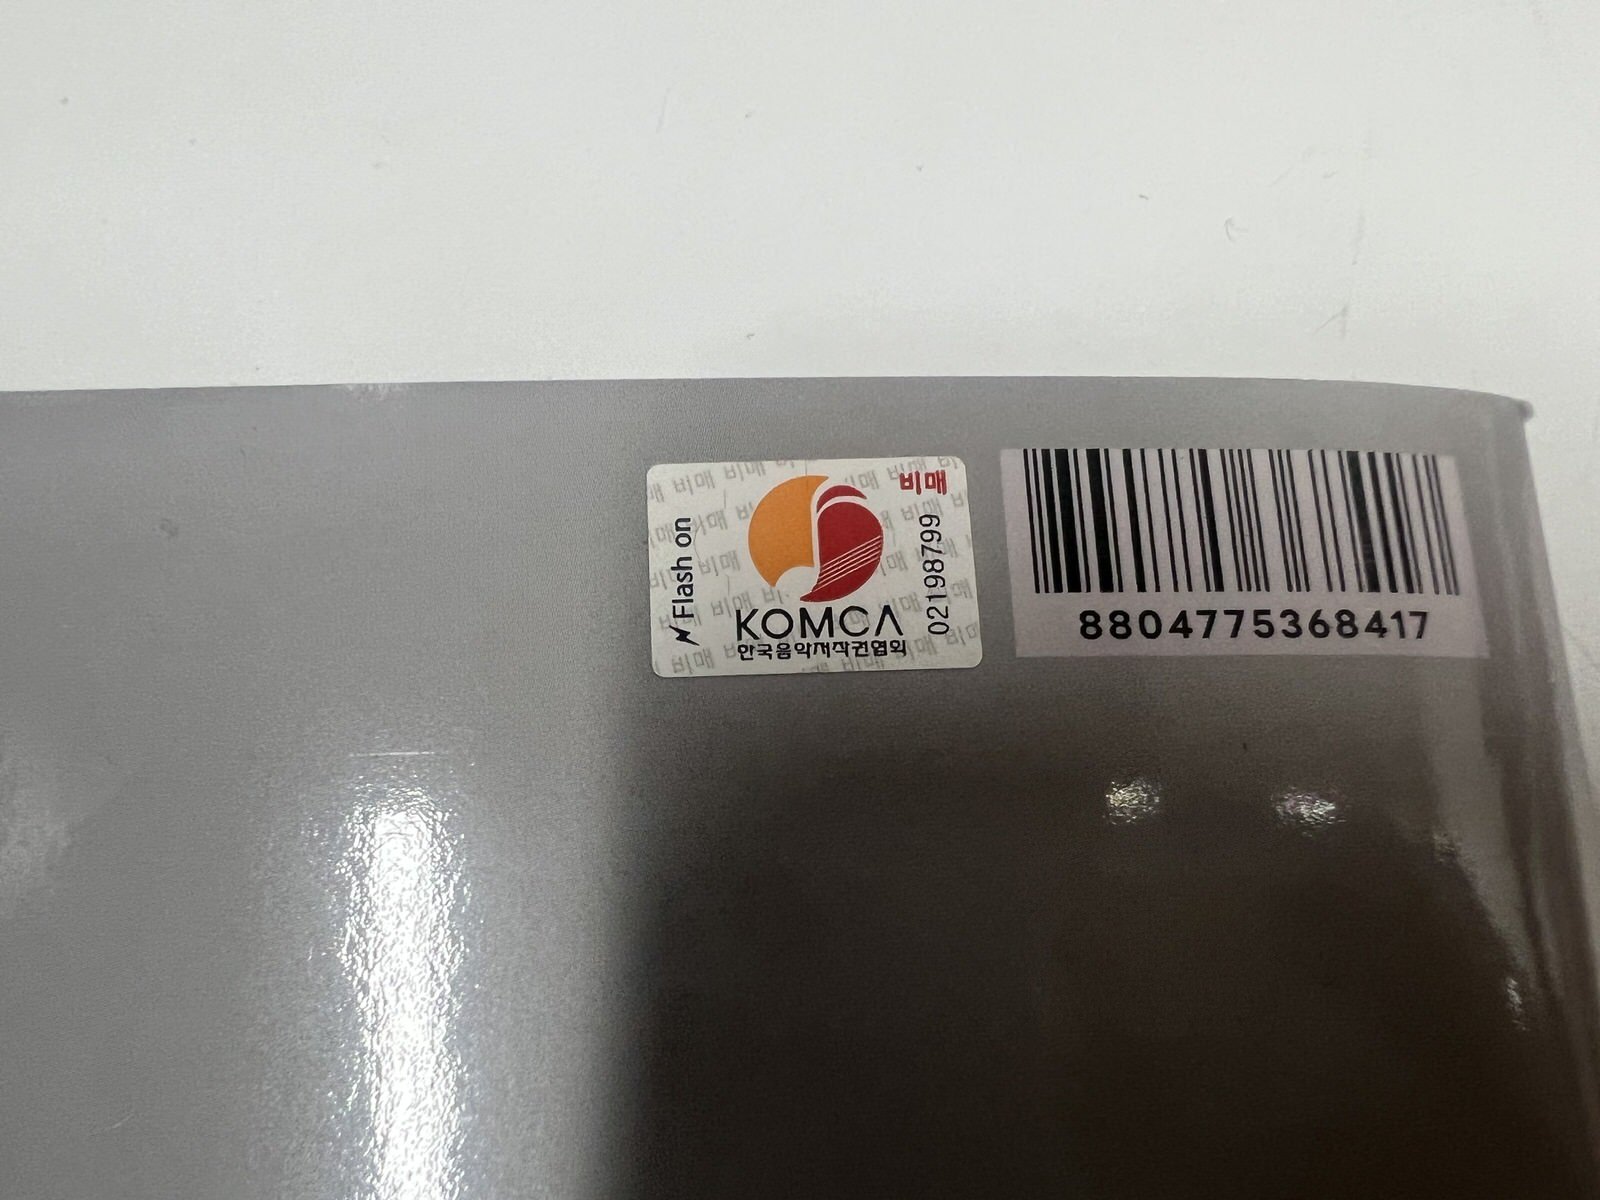 비매
Flash on
02198799
KOMCA
한국음악저작권협회
8804775368417